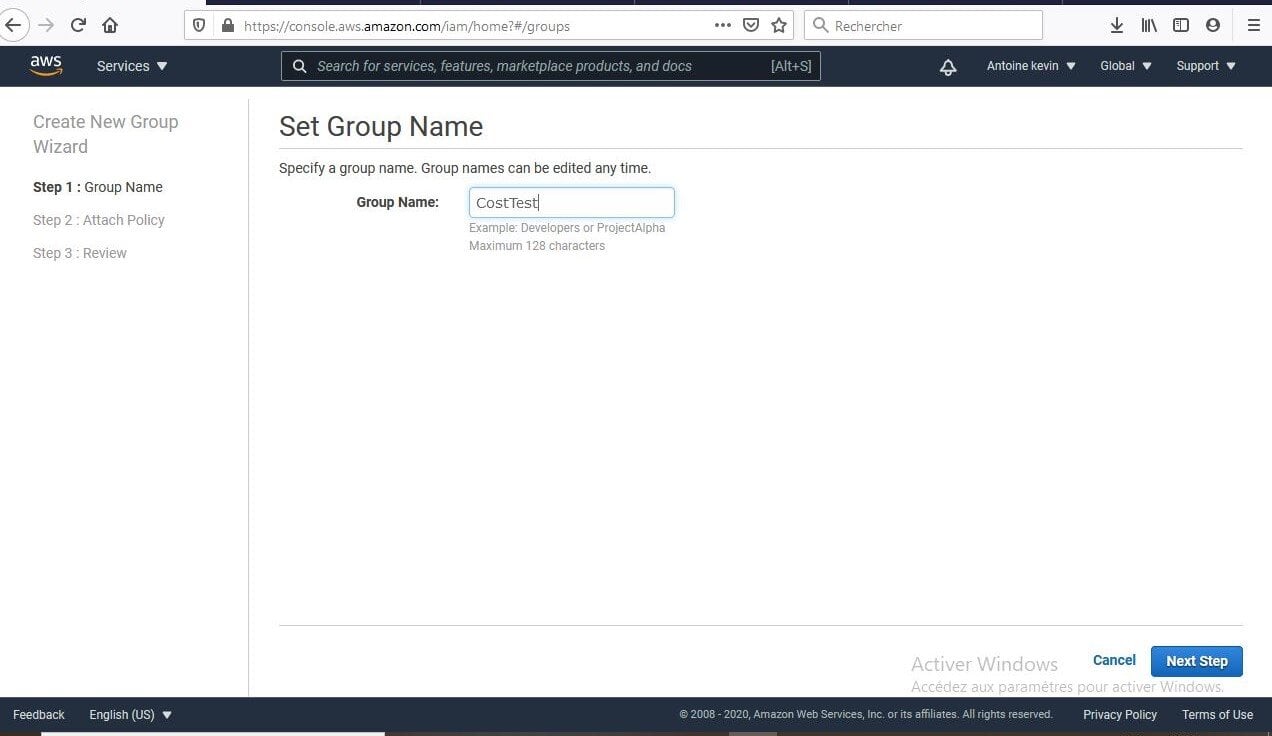 https://console.aws.amazon.com/iam/home?#/groups
Rechercher
aws
Services
Search for services, features, marketplace products, and docs [Alt+S]
Antoine kevin
Global
Support
Create New Group
Wizard
Step 1 : Group Name
Step 2 : Attach Policy
Step 3 : Review
Set Group Name
Specify a group name. Group names can be edited any time.
Group Name: CostTest
Example: Developers or ProjectAlpha
Maximum 128 characters
Activer Windows
Accédez aux paramètres pour activer Windows.
Cancel
Next Step
Feedback
English (US)
© 2008 - 2020, Amazon Web Services, Inc. or its affiliates. All rights reserved.
Privacy Policy
Terms of Use